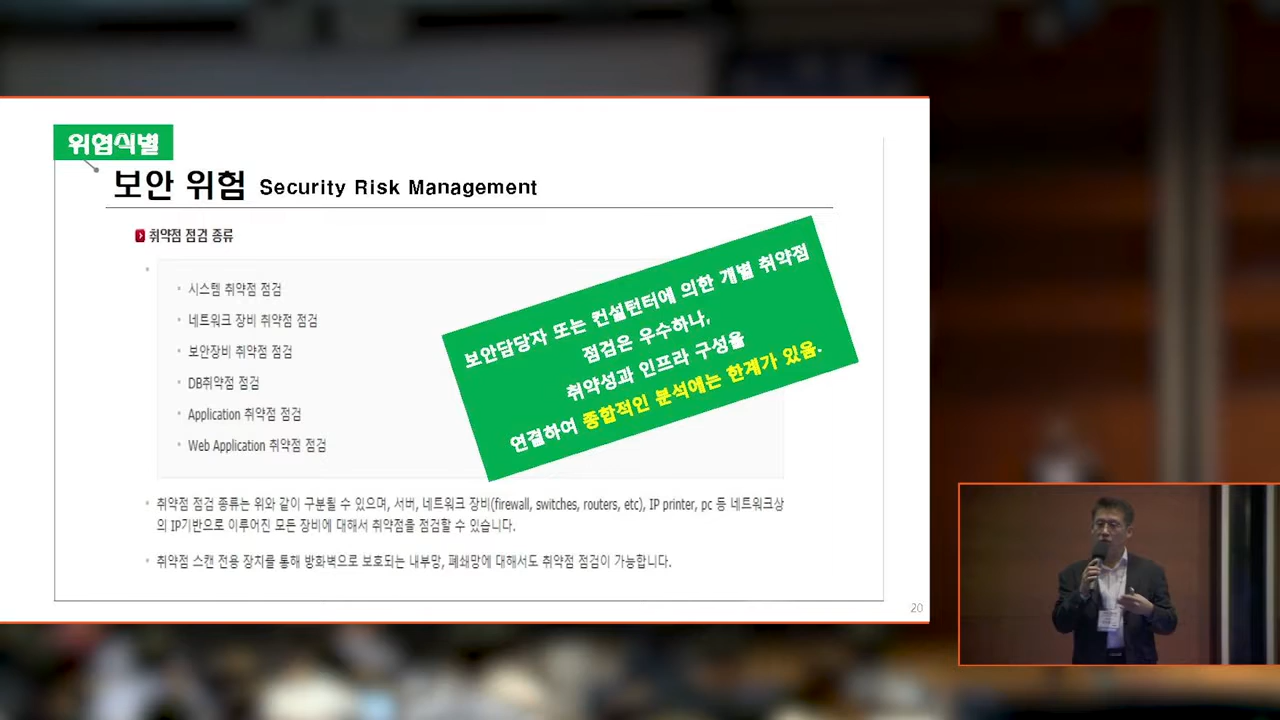 위협식별
보안 위험 Security Risk Management
취약점 점검 종류
시스템 취약점 점검
네트워크 장비 취약점 점검
보안장비 취약점 점검
DB취약점 점검
Application 취약점 점검
Web Application 취약점 점검
보안담당자 또는 컨설턴터에 의한 개별 취약점
점검은 우수하나,
취약성과 인프라 구성을
연결하여 종합적인 분석에는 한계가 있음.
취약점 점검 종류는 위와 같이 구분될 수 있으며, 서버, 네트워크 장비(firewall, switches, routers, etc), IP printer, pc 등 네트워크상
의 IP기반으로 이루어진 모든 장비에 대해서 취약점을 점검할 수 있습니다.
취약점 스캔 전용 장치를 통해 방화벽으로 보호되는 내부망, 폐쇄망에 대해서도 취약점 점검이 가능합니다.
20